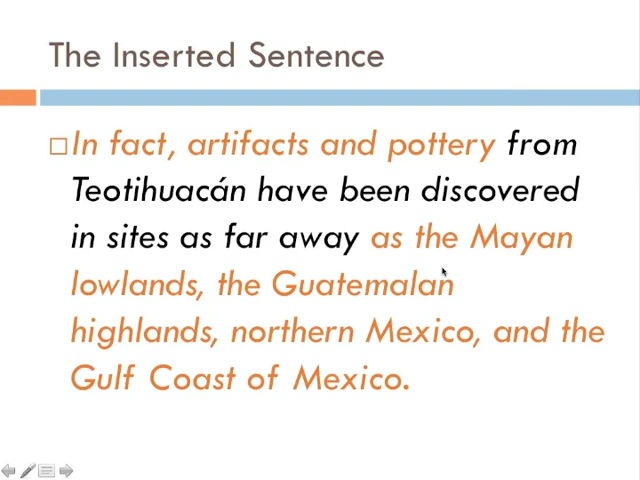 The Inserted Sentence
In fact, artifacts and pottery from
Teotihuacán have been discovered
in sites as far away as the Mayan
lowlands, the Guatemalan
highlands, northern Mexico, and the
Gulf Coast of Mexico.